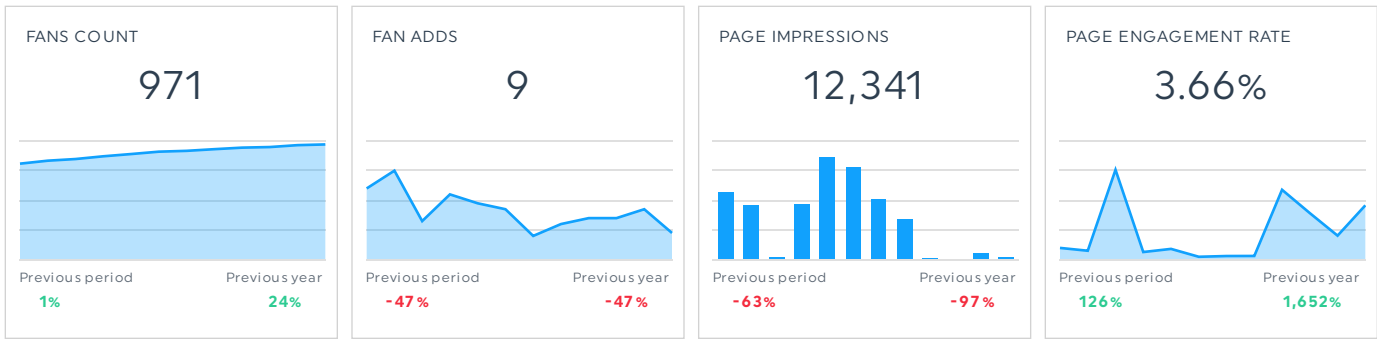 FANS COUNT
971
Previous period Previous year
1% 24%
FAN ADDS
9
Previous period Previous year
-47% -47%
PAGE IMPRESSIONS
12,341
Previous period Previous year
-63% -97%
PAGE ENGAGEMENT RATE
3.66%
Previous period Previous year
126% 1,652%